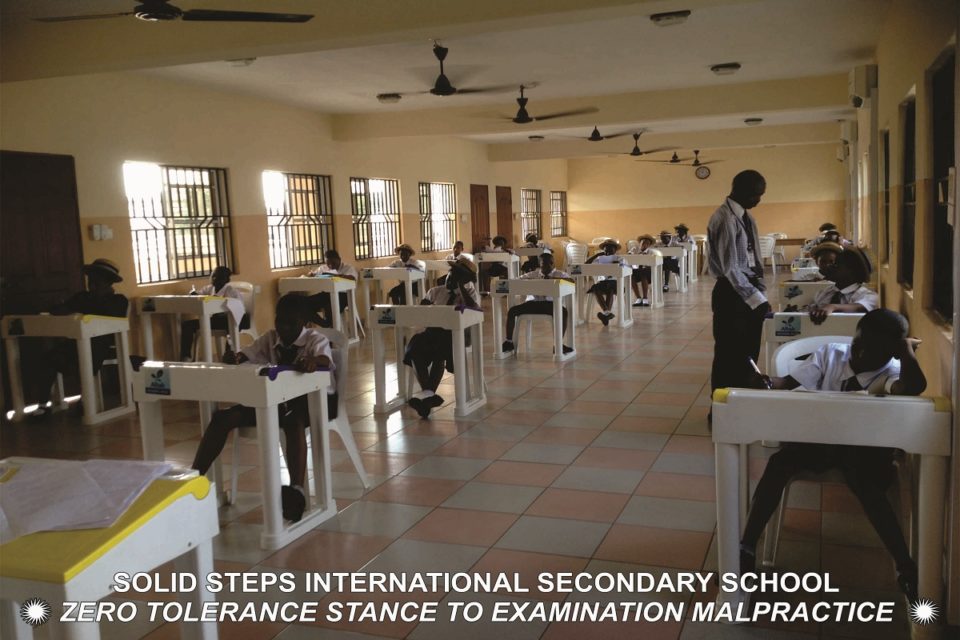 SOLID STEPS INTERNATIONAL SECONDARY SCHOOL
ZERO TOLERANCE STANCE TO EXAMINATION MALPRACTICE